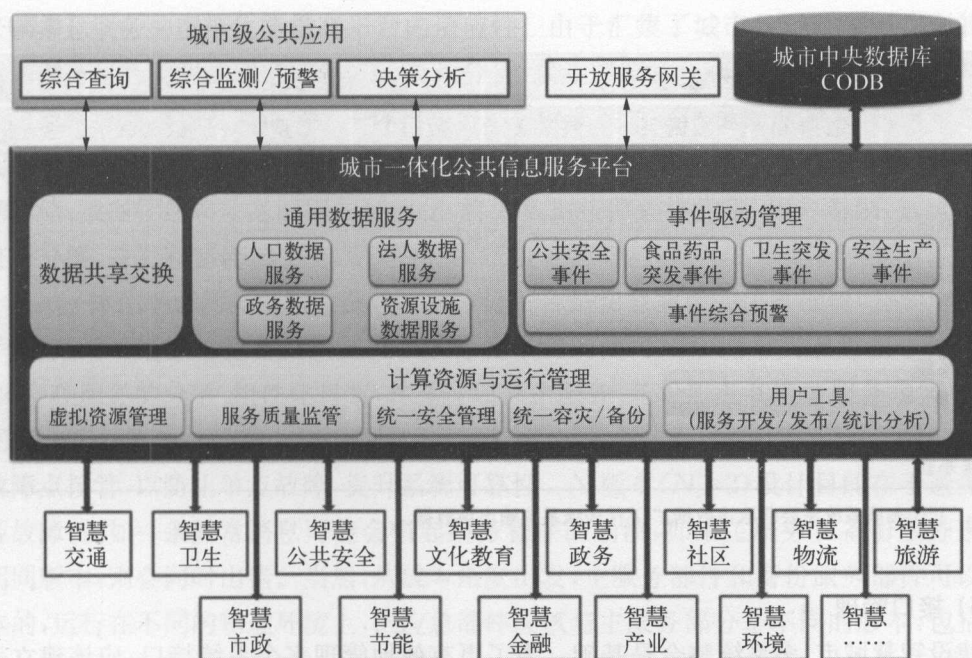 城市级公共应用
综合查询
综合监测/预警
决策分析
开放服务网关
城市中央数据库
CODB
城市一体化公共信息服务平台
数据共享交换
通用数据服务
人口数据
服务
法人数据
服务
政务数据
服务
资源设施
数据服务
事件驱动管理
公共安全
事件
食品药品
突发事件
卫生突发
事件
安全生产
事件
事件综合预警
计算资源与运行管理
虚拟资源管理
服务质量监管
统一安全管理
统一容灾/备份
用户工具
(服务开发/发布/统计分析)
智慧
交通
智慧
卫生
智慧
公共安全
智慧
文化教育
智慧
政务
智慧
社区
智慧
物流
智慧
旅游
智慧
市政
智慧
节能
智慧
金融
智慧
产业
智慧
环境
智慧
……